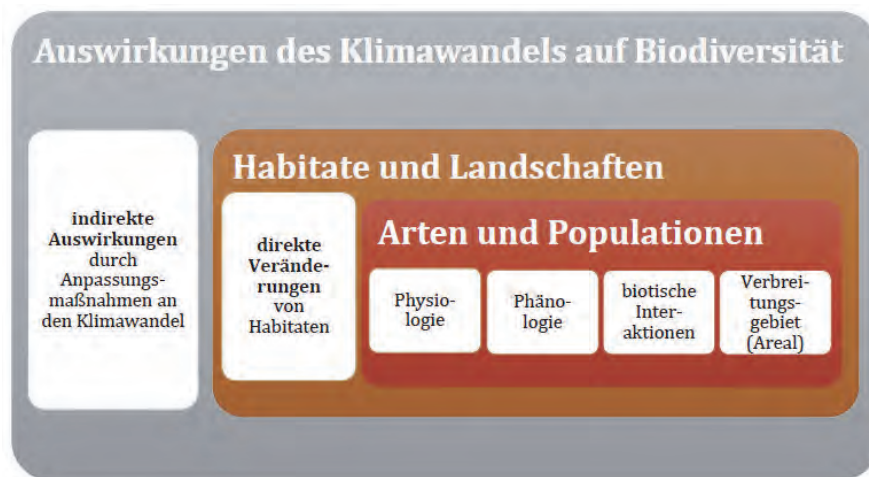 Auswirkungen des Klimawandels auf Biodiversität
indirekte
Auswirkungen
durch
Anpassungs-
maßnahmen an
den Klimawandel
Habitate und Landschaften
direkte
Verände-
rungen
von
Habitaten
Arten und Populationen
Physio-
logie
Phäno-
logie
biotische
Inter-
aktionen
Verbrei-
tungs-
gebiet
(Areal)